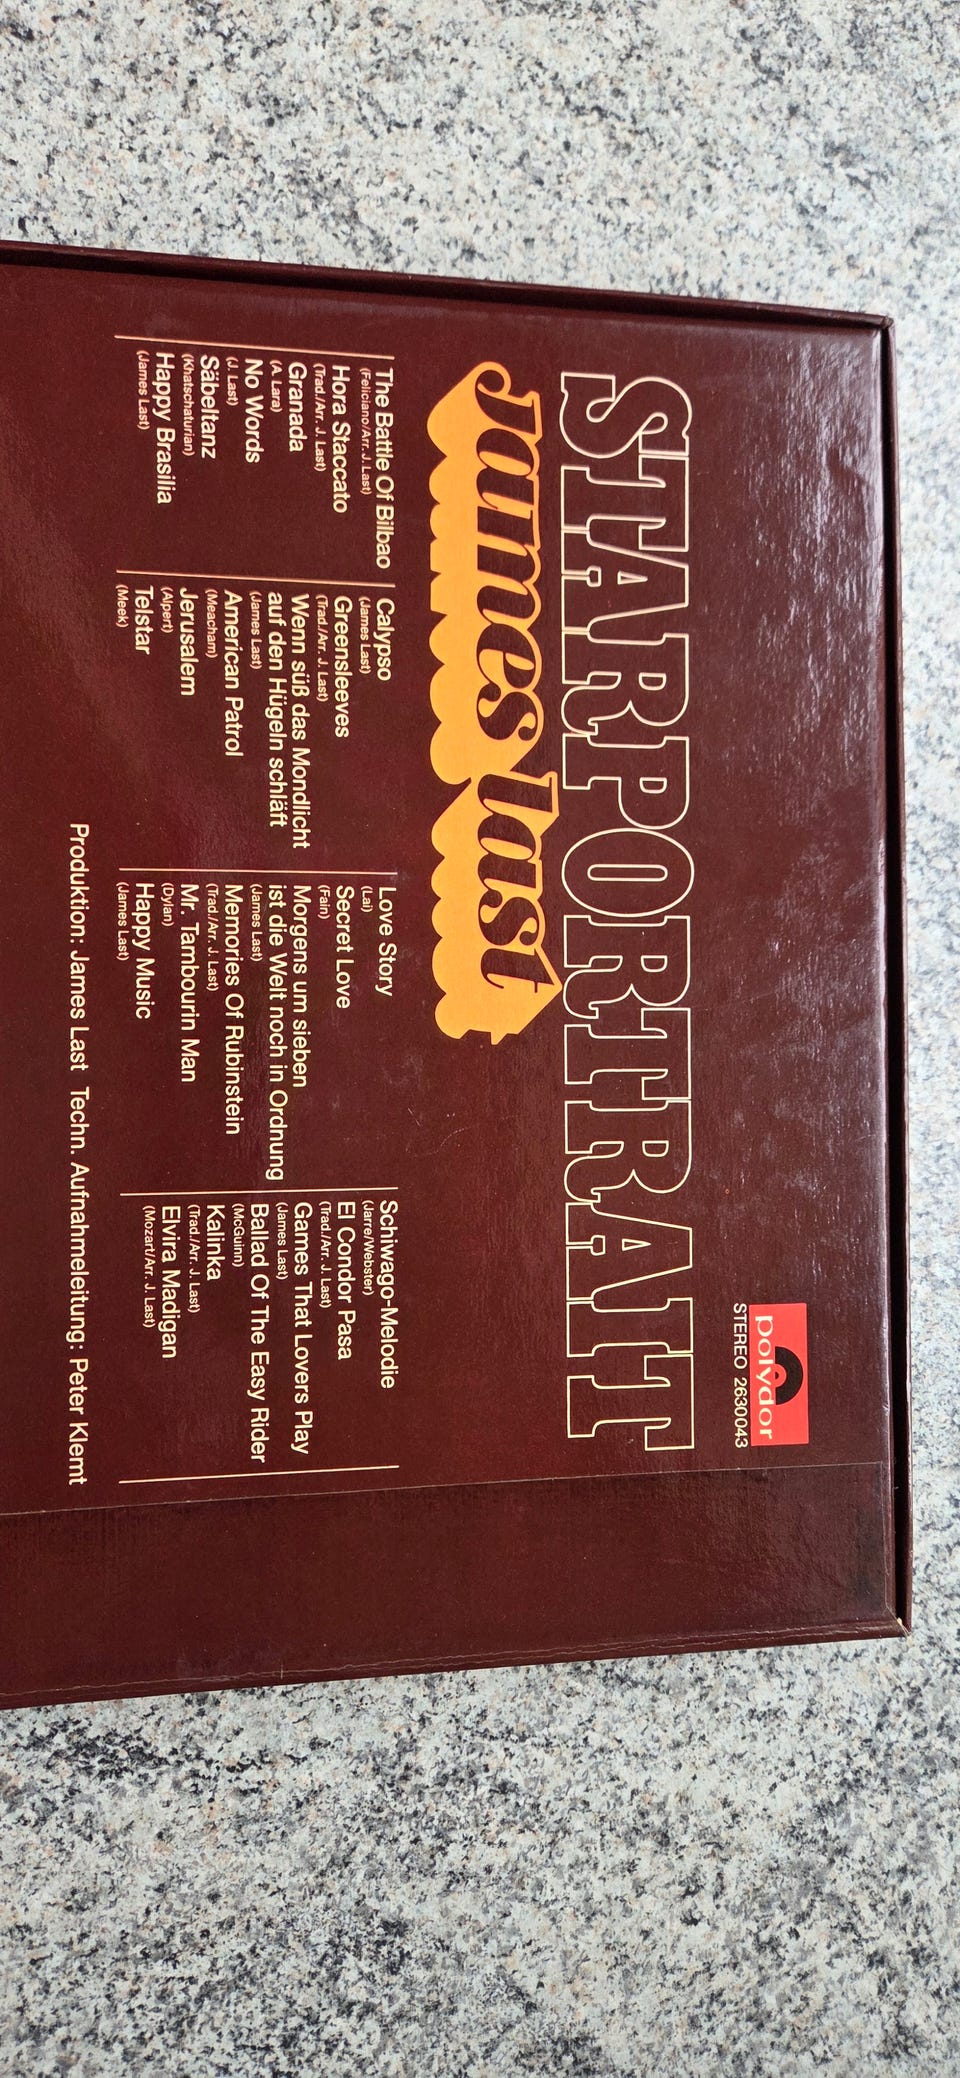 polydor
STEREO 2630043
STARPORTRAIT
James Last
The Battle Of Bilbao
(Feliciano/Arr. J. Last)
Hora Staccato
(Trad./Arr. J. Last)
Granada
(A. Lara)
No Words
(J. Last)
Säbeltanz
(Khatschaturian)
Happy Brasilia
(James Last)
Calypso
(James Last)
Greensleeves
(Trad./Arr. J. Last)
Wenn süß das Mondlicht
auf den Hügeln schläft
(James Last)
American Patrol
(Meacham)
Jerusalem
(Alpert)
Telstar
(Meek)
Love Story
(Lai)
Secret Love
(Fain)
Morgens um sieben
ist die Welt noch in Ordnung
(James Last)
Memories Of Rubinstein
(Trad./Arr. J. Last)
Mr. Tambourin Man
(Dylan)
Happy Music
(James Last)
Schiwago-Melodie
(Jarre/Webster)
El Condor Pasa
(Trad./Arr. J. Last)
Games That Lovers Play
(James Last)
Ballad Of The Easy Rider
(McGuinn)
Kalinka
(Trad./Arr. J. Last)
Elvira Madigan
(Mozart/Arr. J. Last)
Produktion: James Last Techn. Aufnahmeleitung: Peter Klemt